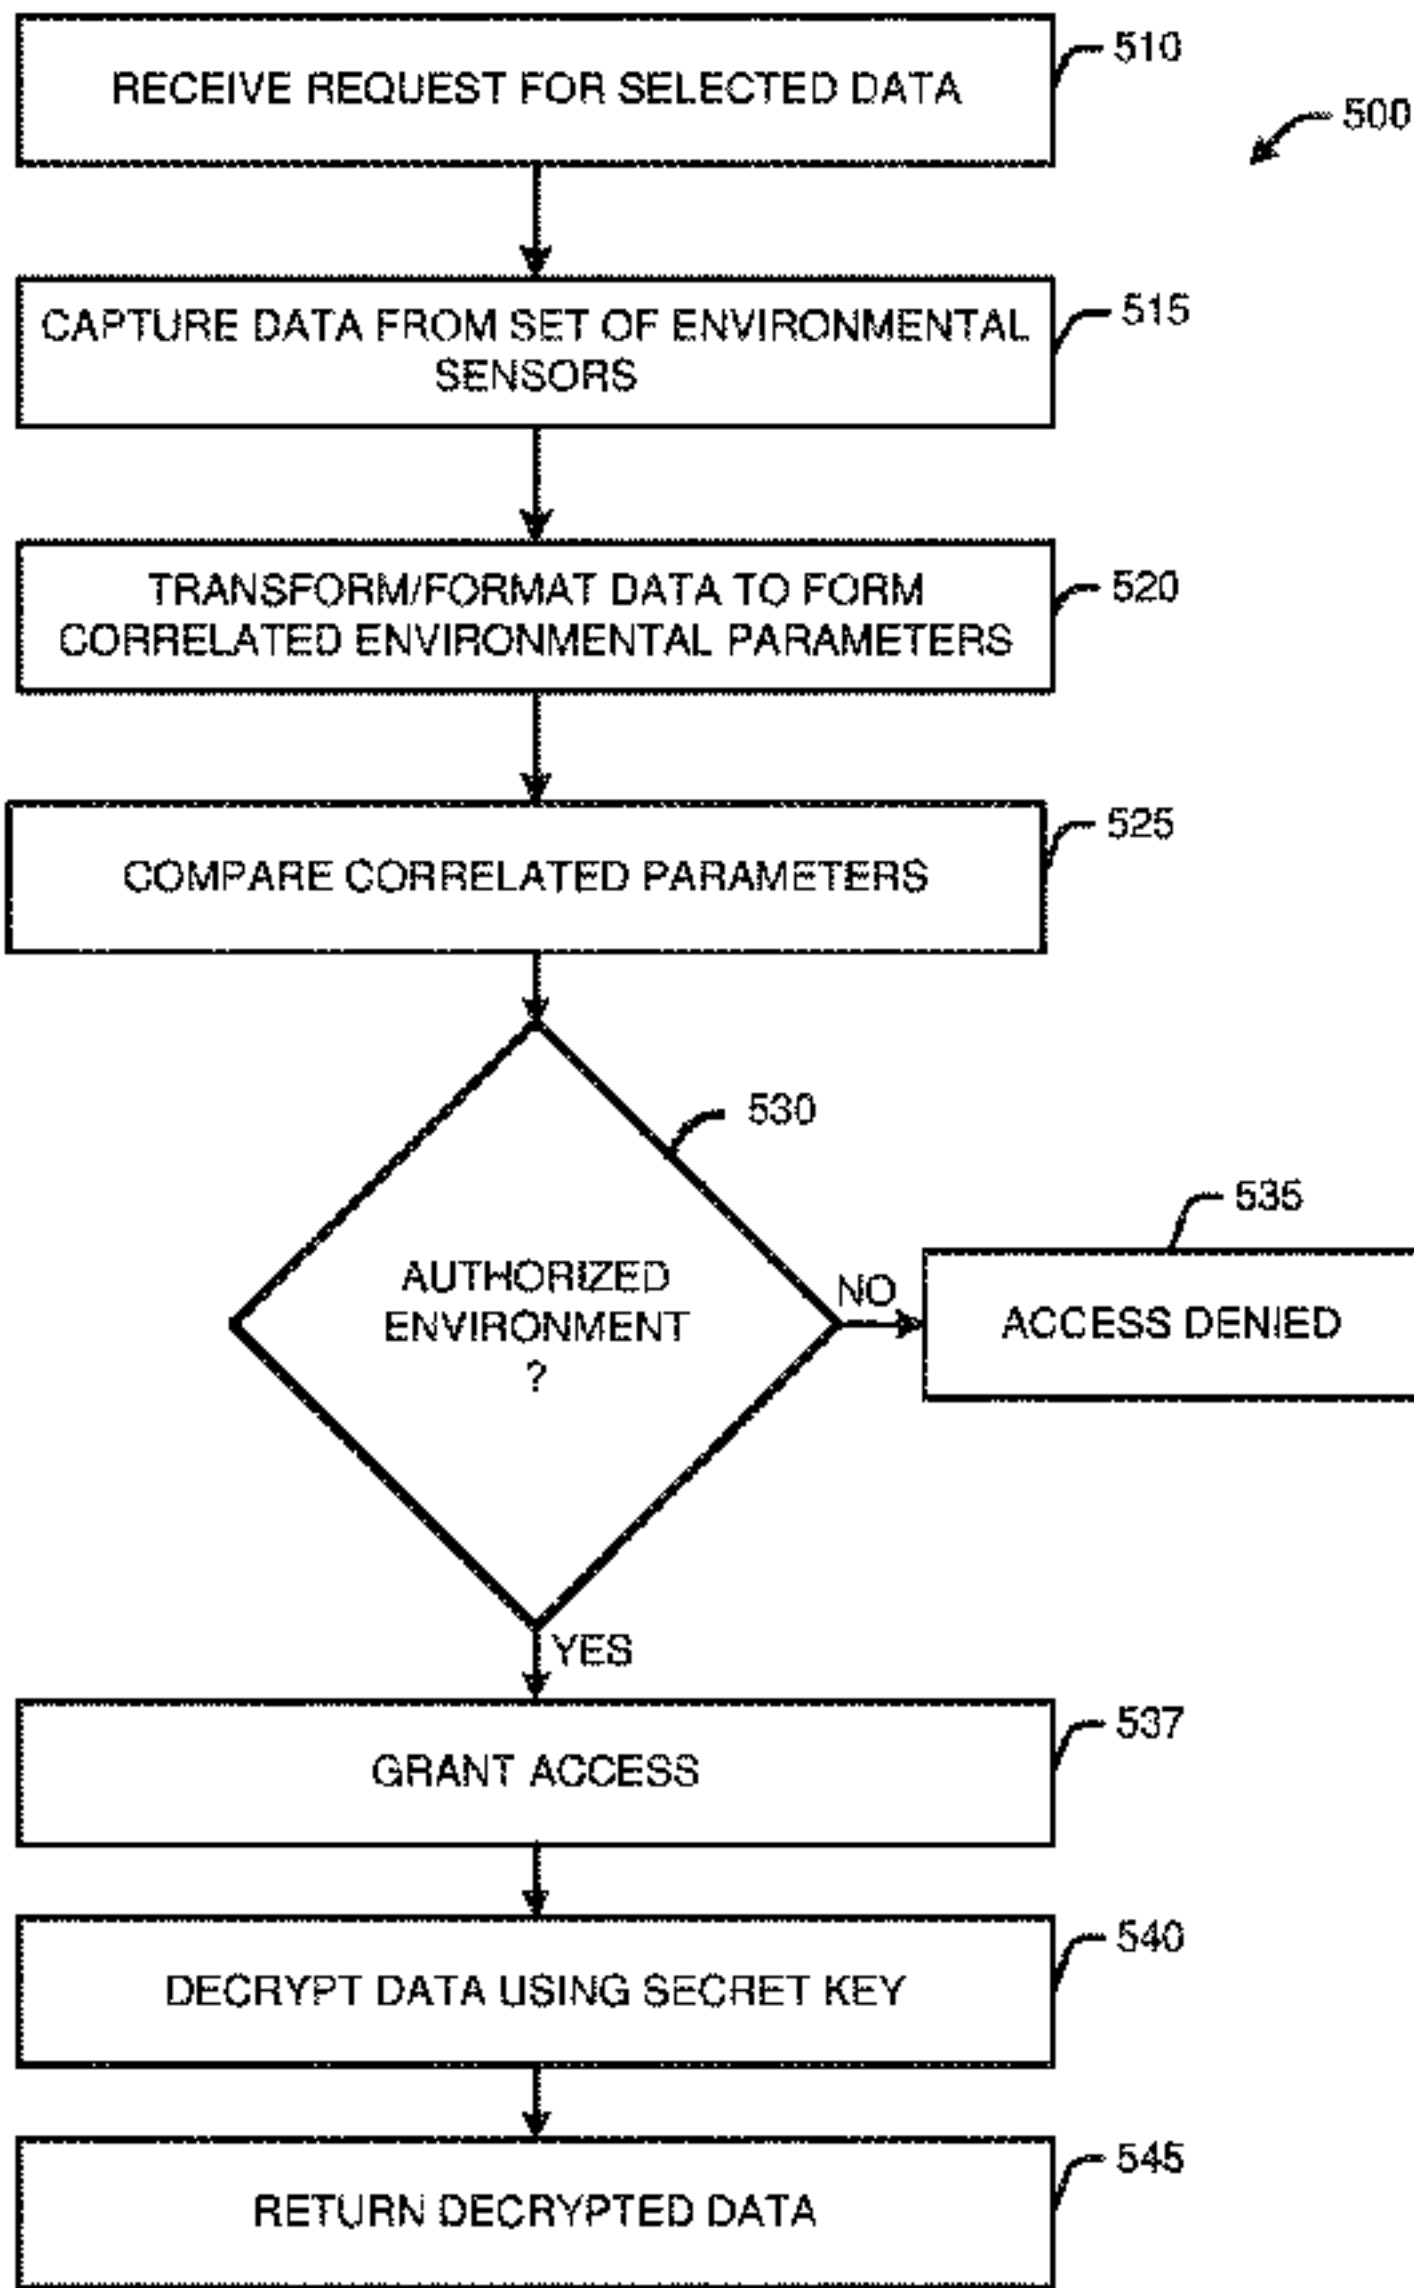 RECEIVE REQUEST FOR SELECTED DATA
510
500
CAPTURE DATA FROM SET OF ENVIRONMENTAL
SENSORS
515
TRANSFORM/FORMAT DATA TO FORM
CORRELATED ENVIRONMENTAL PARAMETERS
520
COMPARE CORRELATED PARAMETERS
525
530
AUTHORIZED
ENVIRONMENT
?
NO
535
ACCESS DENIED
YES
GRANT ACCESS
537
DECRYPT DATA USING SECRET KEY
540
RETURN DECRYPTED DATA
545